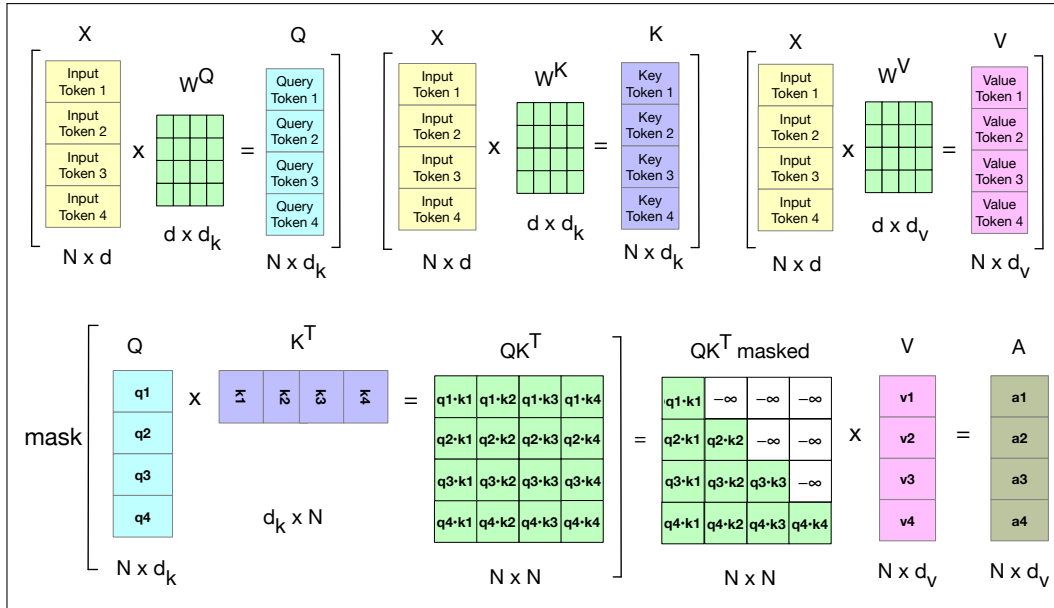 X
Input
Token 1
Input
Token 2
Input
Token 3
Input
Token 4
N x d
x
W^Q
d x d_k
=
Q
Query
Token 1
Query
Token 2
Query
Token 3
Query
Token 4
N x d_k
X
Input
Token 1
Input
Token 2
Input
Token 3
Input
Token 4
N x d
x
W^K
d x d_k
=
K
Key
Token 1
Key
Token 2
Key
Token 3
Key
Token 4
N x d_k
X
Input
Token 1
Input
Token 2
Input
Token 3
Input
Token 4
N x d
x
W^V
d x d_v
=
V
Value
Token 1
Value
Token 2
Value
Token 3
Value
Token 4
N x d_v
mask
Q
q1
q2
q3
q4
N x d_k
x
K^T
k1 k2 k3 k4
d_k x N
=
QK^T
q1•k1 q1•k2 q1•k3 q1•k4
q2•k1 q2•k2 q2•k3 q2•k4
q3•k1 q3•k2 q3•k3 q3•k4
q4•k1 q4•k2 q4•k3 q4•k4
N x N
=
QK^T masked
q1•k1 −∞ −∞ −∞
q2•k1 q2•k2 −∞ −∞
q3•k1 q3•k2 q3•k3 −∞
q4•k1 q4•k2 q4•k3 q4•k4
N x N
x
V
v1
v2
v3
v4
N x d_v
=
A
a1
a2
a3
a4
N x d_v